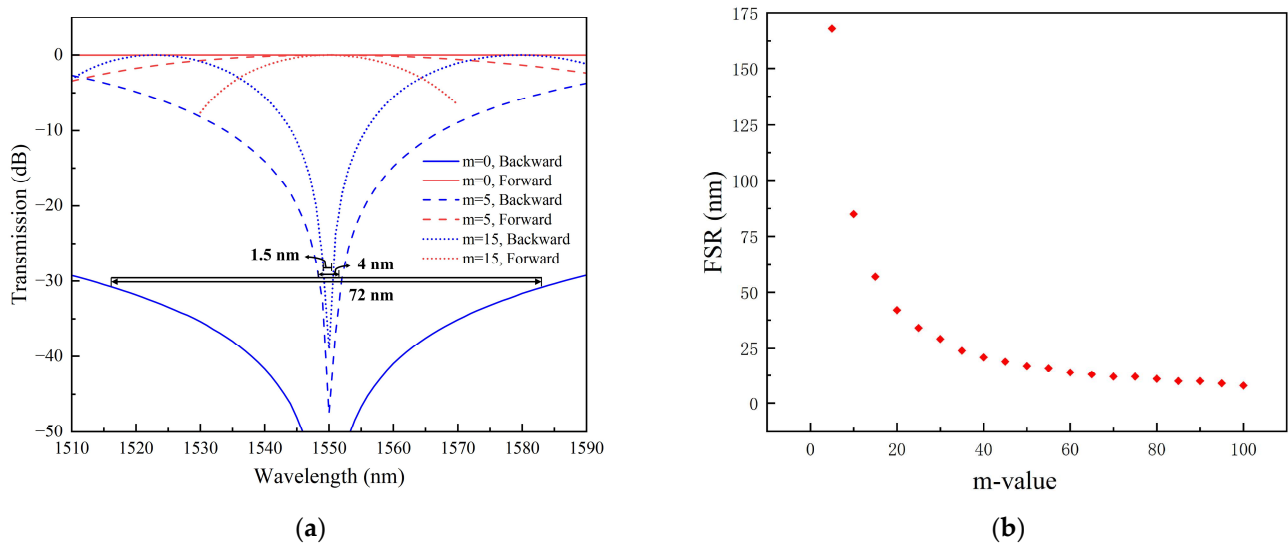 0
−10
−20
−30
−40
−50
1510
1520
1530
1540
1550
1560
1570
1580
1590
Transmission (dB)
Wavelength (nm)
m=0, Backward
m=0, Forward
m=5, Backward
m=5, Forward
m=15, Backward
m=15, Forward
1.5 nm
4 nm
72 nm
(a)
175
150
125
100
75
50
25
0
0
20
40
60
80
100
FSR (nm)
m-value
(b)